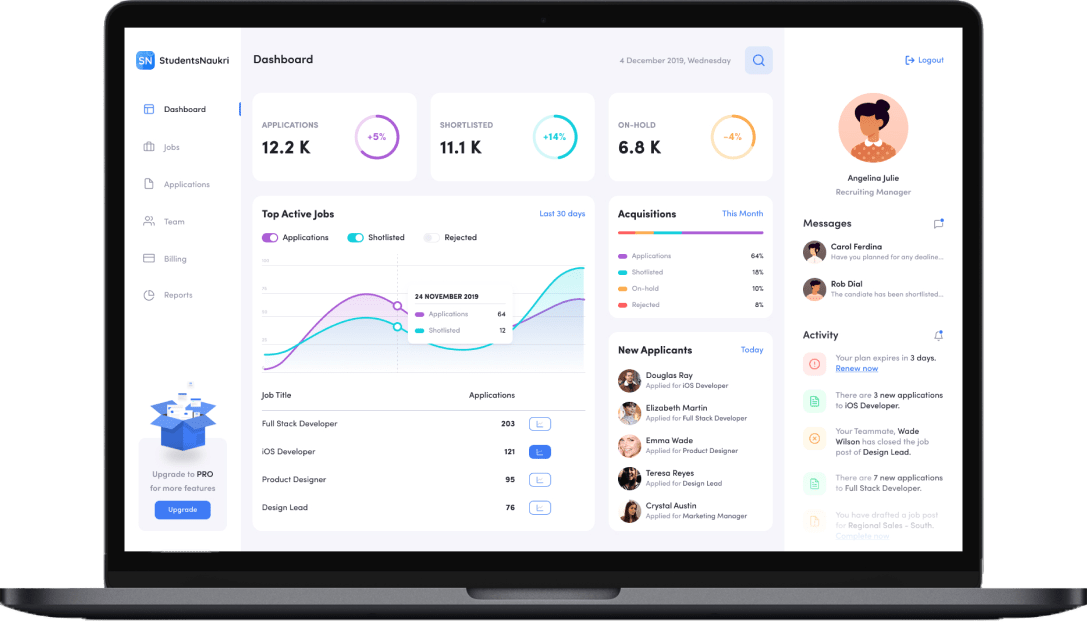 SN StudentsNaukri
Dashboard
Jobs
Applications
Team
Billing
Reports
Upgrade to PRO
for more features
Upgrade
Dashboard
4 December 2019, Wednesday
APPLICATIONS
12.2 K
+5%
SHORTLISTED
11.1 K
+14%
ON-HOLD
6.8 K
-4%
Top Active Jobs
Last 30 days
Applications
Shotlisted
Rejected
24 NOVEMBER 2019
Applications 64
Shotlisted 12
Job Title Applications
Full Stack Developer 203
iOS Developer 121
Product Designer 95
Design Lead 76
Acquisitions
This Month
Applications 64%
Shotlisted 18%
On-hold 10%
Rejected 8%
New Applicants
Today
Douglas Ray
Applied for iOS Developer
Elizabeth Martin
Applied for Full Stack Developer
Emma Wade
Applied for Product Designer
Teresa Reyes
Applied for Design Lead
Crystal Austin
Applied for Marketing Manager
Logout
Angelina Julie
Recruiting Manager
Messages
Carol Ferdina
Have you planned for any deadline...
Rob Dial
The candiate has been shortlisted...
Activity
Your plan expires in 3 days.
Renew now
There are 3 new applications
to iOS Developer.
Your Teammate, Wade
Wilson has closed the job
post of Design Lead.
There are 7 new applications
to Full Stack Developer.
You have drafted a job post
for Regional Sales - South.
Complete now